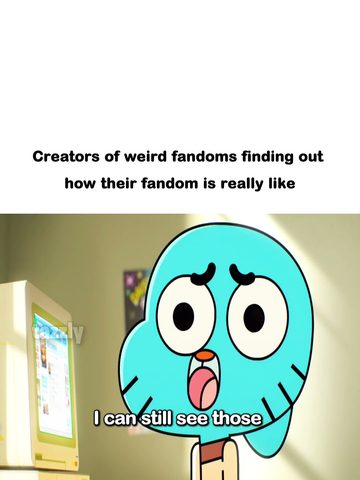 Creators of weird fandoms finding out
how their fandom is really like
I can still see those